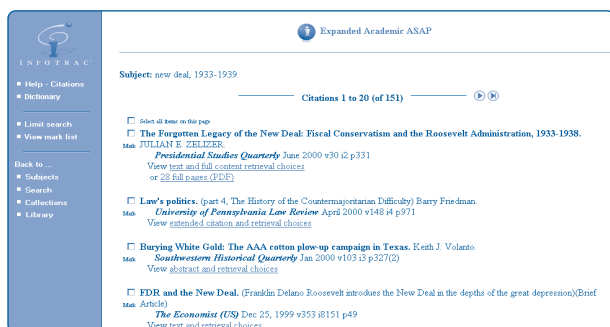 INFOTRAC
Help - Citations
Dictionary
Limit search
View mark list
Back to ...
Subjects
Search
Collections
Library
Expanded Academic ASAP
Subject: new deal, 1933-1939
Citations 1 to 20 (of 151)
Select all items on this page
The Forgotten Legacy of the New Deal: Fiscal Conservatism and the Roosevelt Administration, 1933-1938.
Mark JULIAN E. ZELIZER.
Presidential Studies Quarterly June 2000 v30 i2 p331
View text and full content retrieval choices
or 28 full pages (PDF)
Law's politics. (part 4, The History of the Countermajoritarian Difficulty) Barry Friedman.
Mark University of Pennsylvania Law Review April 2000 v148 i4 p971
View extended citation and retrieval choices
Burying White Gold: The AAA cotton plow-up campaign in Texas. Keith J. Volanto.
Mark Southwestern Historical Quarterly Jan 2000 v103 i3 p327(2)
View abstract and retrieval choices
FDR and the New Deal. (Franklin Delano Roosevelt introdues the New Deal in the depths of the great depression)(Brief
Mark Article)
The Economist (US) Dec 25, 1999 v353 i8151 p49
View text and retrieval choices